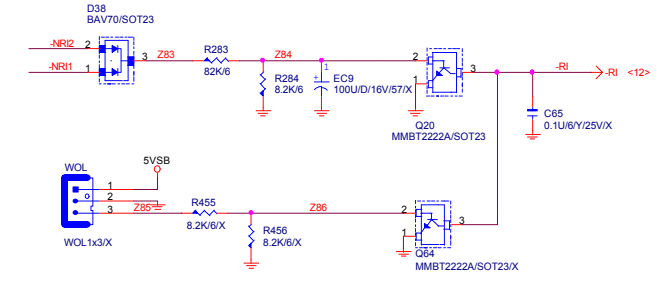 D38
BAV70/SOT23
-NRI2 2
-NRI1 1
3 Z83
R283
82K/6
Z84
R284
8.2K/6
+
1
EC9
100U/D/16V/57/X
2
1
3
Q20
MMBT2222A/SOT23
-RI
-RI <12>
C65
0.1U/6/Y/25V/X
WOL
5VSB
1
2
3
0
Z85
WOL1x3/X
R455
8.2K/6/X
R456
8.2K/6/X
Z86
2
1
3
Q64
MMBT2222A/SOT23/X